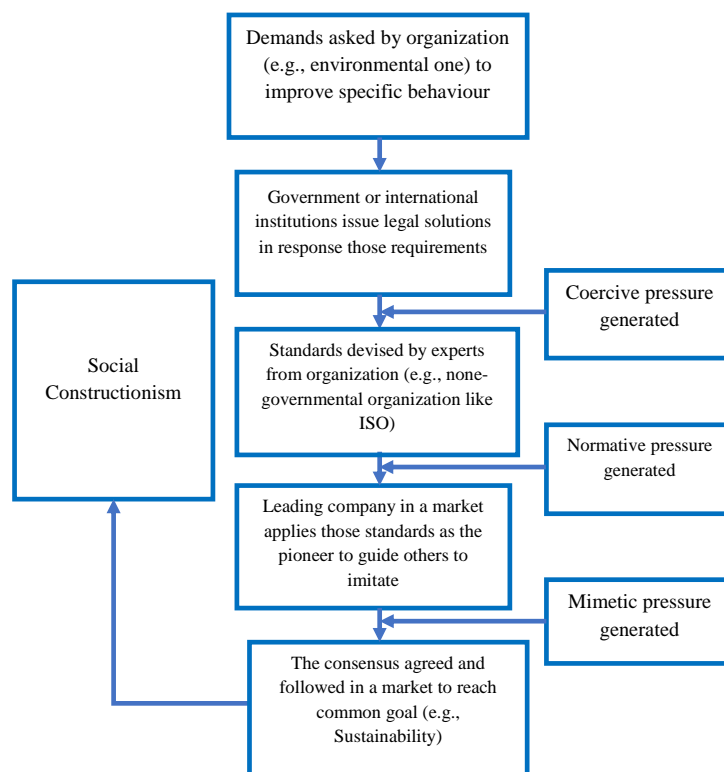 Demands asked by organization
(e.g., environmental one) to
improve specific behaviour
Government or international
institutions issue legal solutions
in response those requirements
Coercive pressure
generated
Social
Constructionism
Standards devised by experts
from organization (e.g., none-
governmental organization like
ISO)
Normative pressure
generated
Leading company in a market
applies those standards as the
pioneer to guide others to
imitate
Mimetic pressure
generated
The consensus agreed and
followed in a market to reach
common goal (e.g.,
Sustainability)